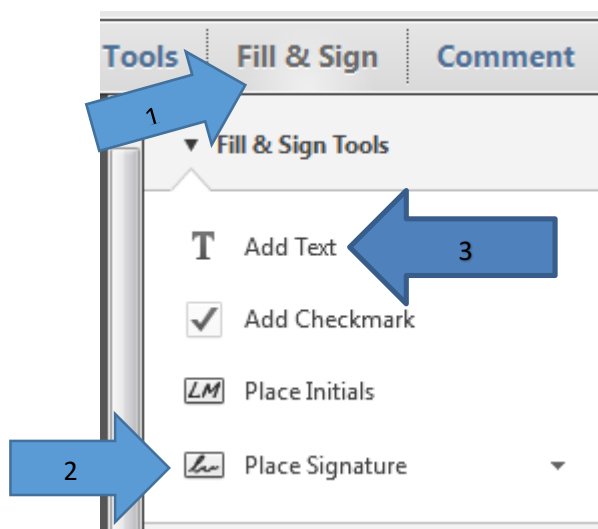 Tools Fill & Sign Comment
1
Fill & Sign Tools
T Add Text 3
Add Checkmark
LM Place Initials
2 Place Signature